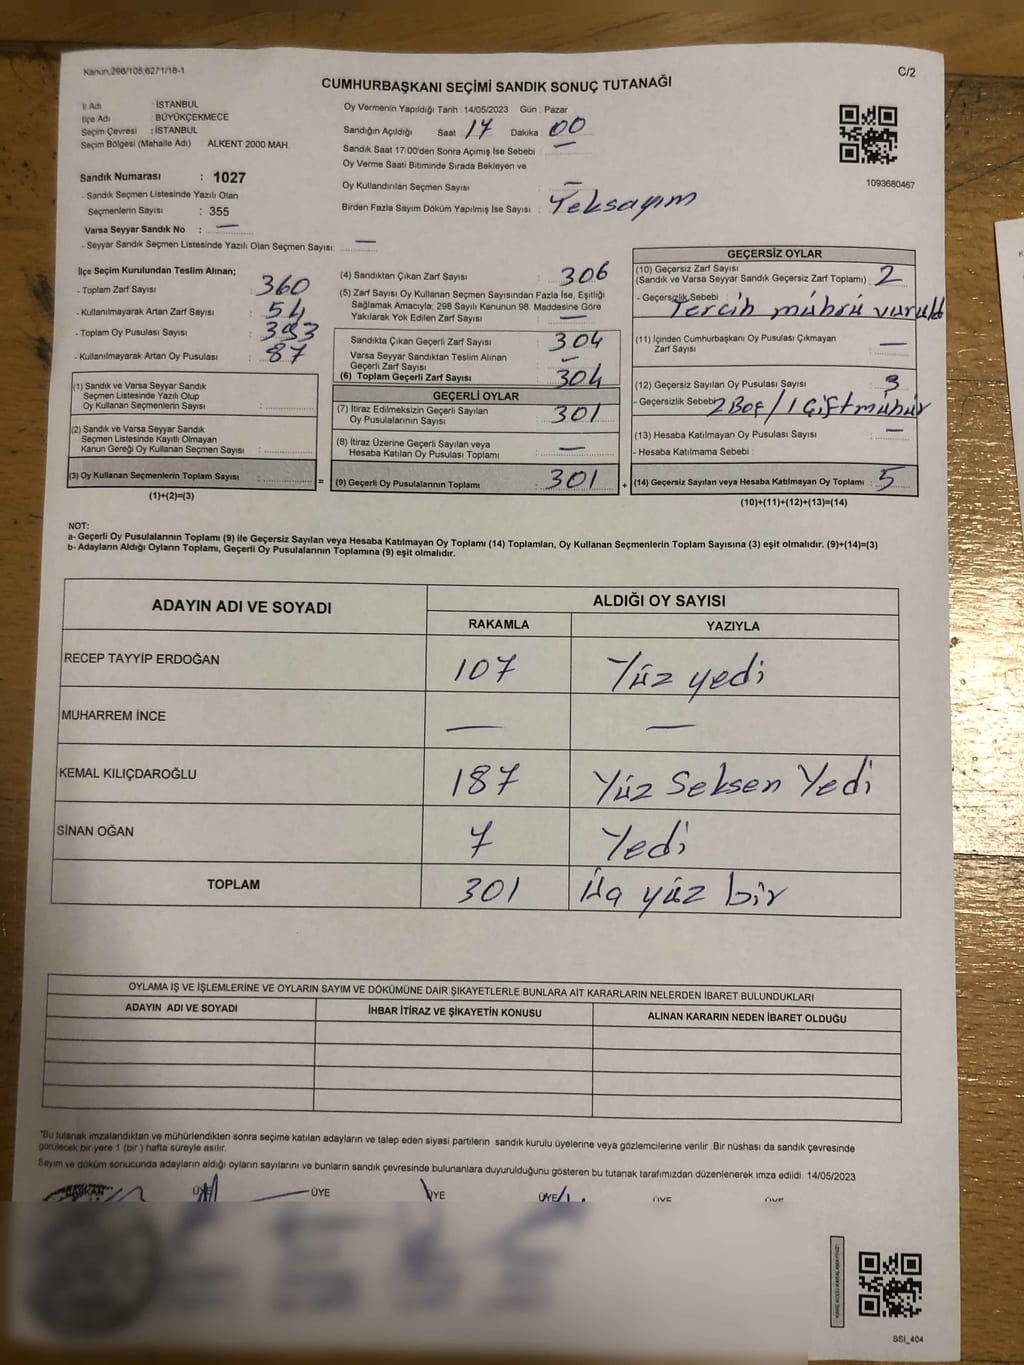 Kanun.298/105;6271/18-1
C/2
CUMHURBAŞKANI SEÇİMİ SANDIK SONUÇ TUTANAĞI
İl Adı : İSTANBUL
İlçe Adı : BÜYÜKÇEKMECE
Seçim Çevresi : İSTANBUL
Seçim Bölgesi (Mahalle Adı) ALKENT 2000 MAH.
Sandık Numarası : 1027
- Sandık Seçmen Listesinde Yazılı Olan
Seçmenlerin Sayısı : 355
Varsa Seyyar Sandık No : —
- Seyyar Sandık Seçmen Listesinde Yazılı Olan Seçmen Sayısı: —
Oy Vermenin Yapıldığı Tarih : 14/05/2023 Gün : Pazar
Sandığın Açıldığı Saat 17 Dakika : 00
Sandık Saat 17:00'den Sonra Açımış İse Sebebi : —
Oy Verme Saati Bitiminde Sırada Bekleyen ve
Oy Kullandırılan Seçmen Sayısı : —
Birden Fazla Sayım Döküm Yapılmış İse Sayısı : Teksayım
1093680467
İlçe Seçim Kurulundan Teslim Alınan;
- Toplam Zarf Sayısı : 360
- Kullanılmayarak Artan Zarf Sayısı : 54
- Toplam Oy Pusulası Sayısı : 393
- Kullanılmayarak Artan Oy Pusulası : 87
(1) Sandık ve Varsa Seyyar Sandık
Seçmen Listesinde Yazılı Olup
Oy Kullanan Seçmenlerin Sayısı :
(2) Sandık ve Varsa Seyyar Sandık
Seçmen Listesinde Kayıtlı Olmayan
Kanun Gereği Oy Kullanan Seçmen Sayısı :
(3) Oy Kullanan Seçmenlerin Toplam Sayısı :
(1)+(2)=(3)
(4) Sandıktan Çıkan Zarf Sayısı : 306
(5) Zarf Sayısı Oy Kullanan Seçmen Sayısından Fazla İse, Eşitliği
Sağlamak Amacıyla, 298 Sayılı Kanunun 98. Maddesine Göre
Yakılarak Yok Edilen Zarf Sayısı : —
Sandıkta Çıkan Geçerli Zarf Sayısı : 304
Varsa Seyyar Sandıktan Teslim Alınan
Geçerli Zarf Sayısı : —
(6) Toplam Geçerli Zarf Sayısı : 304
GEÇERLİ OYLAR
(7) İtiraz Edilmeksizin Geçerli Sayılan
Oy Pusulalarının Sayısı : 301
(8) İtiraz Üzerine Geçerli Sayılan veya
Hesaba Katılan Oy Pusulası Toplamı : —
= (9) Geçerli Oy Pusulalarının Toplamı : 301
GEÇERSİZ OYLAR
(10) Geçersiz Zarf Sayısı
(Sandık ve Varsa Seyyar Sandık Geçersiz Zarf Toplamı) : 2
- Geçersizlik Sebebi :
Tercih mührü vuruldu
(11) İçinden Cumhurbaşkanı Oy Pusulası Çıkmayan
Zarf Sayısı : —
(12) Geçersiz Sayılan Oy Pusulası Sayısı : 3
- Geçersizlik Sebebi 2 Boş / 1 Çift mühür
(13) Hesaba Katılmayan Oy Pusulası Sayısı : —
- Hesaba Katılmama Sebebi :
+ (14) Geçersiz Sayılan veya Hesaba Katılmayan Oy Toplamı : 5
(10)+(11)+(12)+(13)=(14)
NOT:
a- Geçerli Oy Pusulalarının Toplamı (9) ile Geçersiz Sayılan veya Hesaba Katılmayan Oy Toplamı (14) Toplamları, Oy Kullanan Seçmenlerin Toplam Sayısına (3) eşit olmalıdır. (9)+(14)=(3)
b- Adayların Aldığı Oyların Toplamı, Geçerli Oy Pusulalarının Toplamına (9) eşit olmalıdır.
ADAYIN ADI VE SOYADI ALDIĞI OY SAYISI
RAKAMLA YAZIYLA
RECEP TAYYİP ERDOĞAN 107 Yüz yedi
MUHARREM İNCE — —
KEMAL KILIÇDAROĞLU 187 Yüz Seksen Yedi
SİNAN OĞAN 7 Yedi
TOPLAM 301 Üç yüz bir
OYLAMA İŞ VE İŞLEMLERİNE VE OYLARIN SAYIM VE DÖKÜMÜNE DAİR ŞİKAYETLERLE BUNLARA AİT KARARLARIN NELERDEN İBARET BULUNDUKLARI
ADAYIN ADI VE SOYADI İHBAR İTİRAZ VE ŞİKAYETİN KONUSU ALINAN KARARIN NEDEN İBARET OLDUĞU
*Bu tutanak imzalandıktan ve mühürlendikten sonra seçime katılan adayların ve talep eden siyasi partilerin sandık kurulu üyelerine veya gözlemcilerine verilir. Bir nüshası da sandık çevresinde
görülecek bir yere 1 (bir) hafta süreyle asılır.
Sayım ve döküm sonucunda adayların aldığı oyların sayılarını ve bunların sandık çevresinde bulunanlara duyurulduğunu gösteren bu tutanak tarafımızdan düzenlenerek imza edildi. 14/05/2023
BAŞKAN ÜYE ÜYE ÜYE ÜYE ÜYE ÜYE
SSI_404